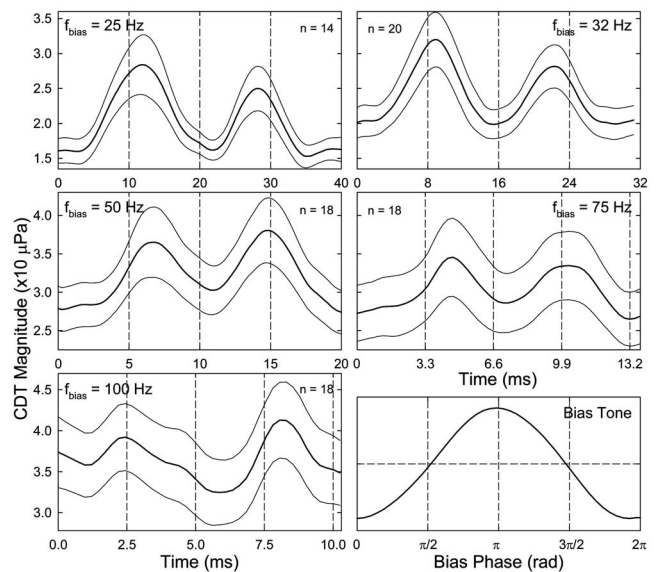 f_bias = 25 Hz n = 14
3.5
3.0
2.5
2.0
1.5
0 10 20 30 40
n = 20 f_bias = 32 Hz
0 8 16 24 32
f_bias = 50 Hz n = 18
4.0
3.5
3.0
2.5
0 5 10 15 20
n = 18 f_bias = 75 Hz
0 3.3 6.6 9.9 13.2
Time (ms)
f_bias = 100 Hz n = 18
4.5
4.0
3.5
3.0
0.0 2.5 5.0 7.5 10.0
Time (ms)
Bias Tone
0 π/2 π 3π/2 2π
Bias Phase (rad)
CDT Magnitude (x10 μPa)